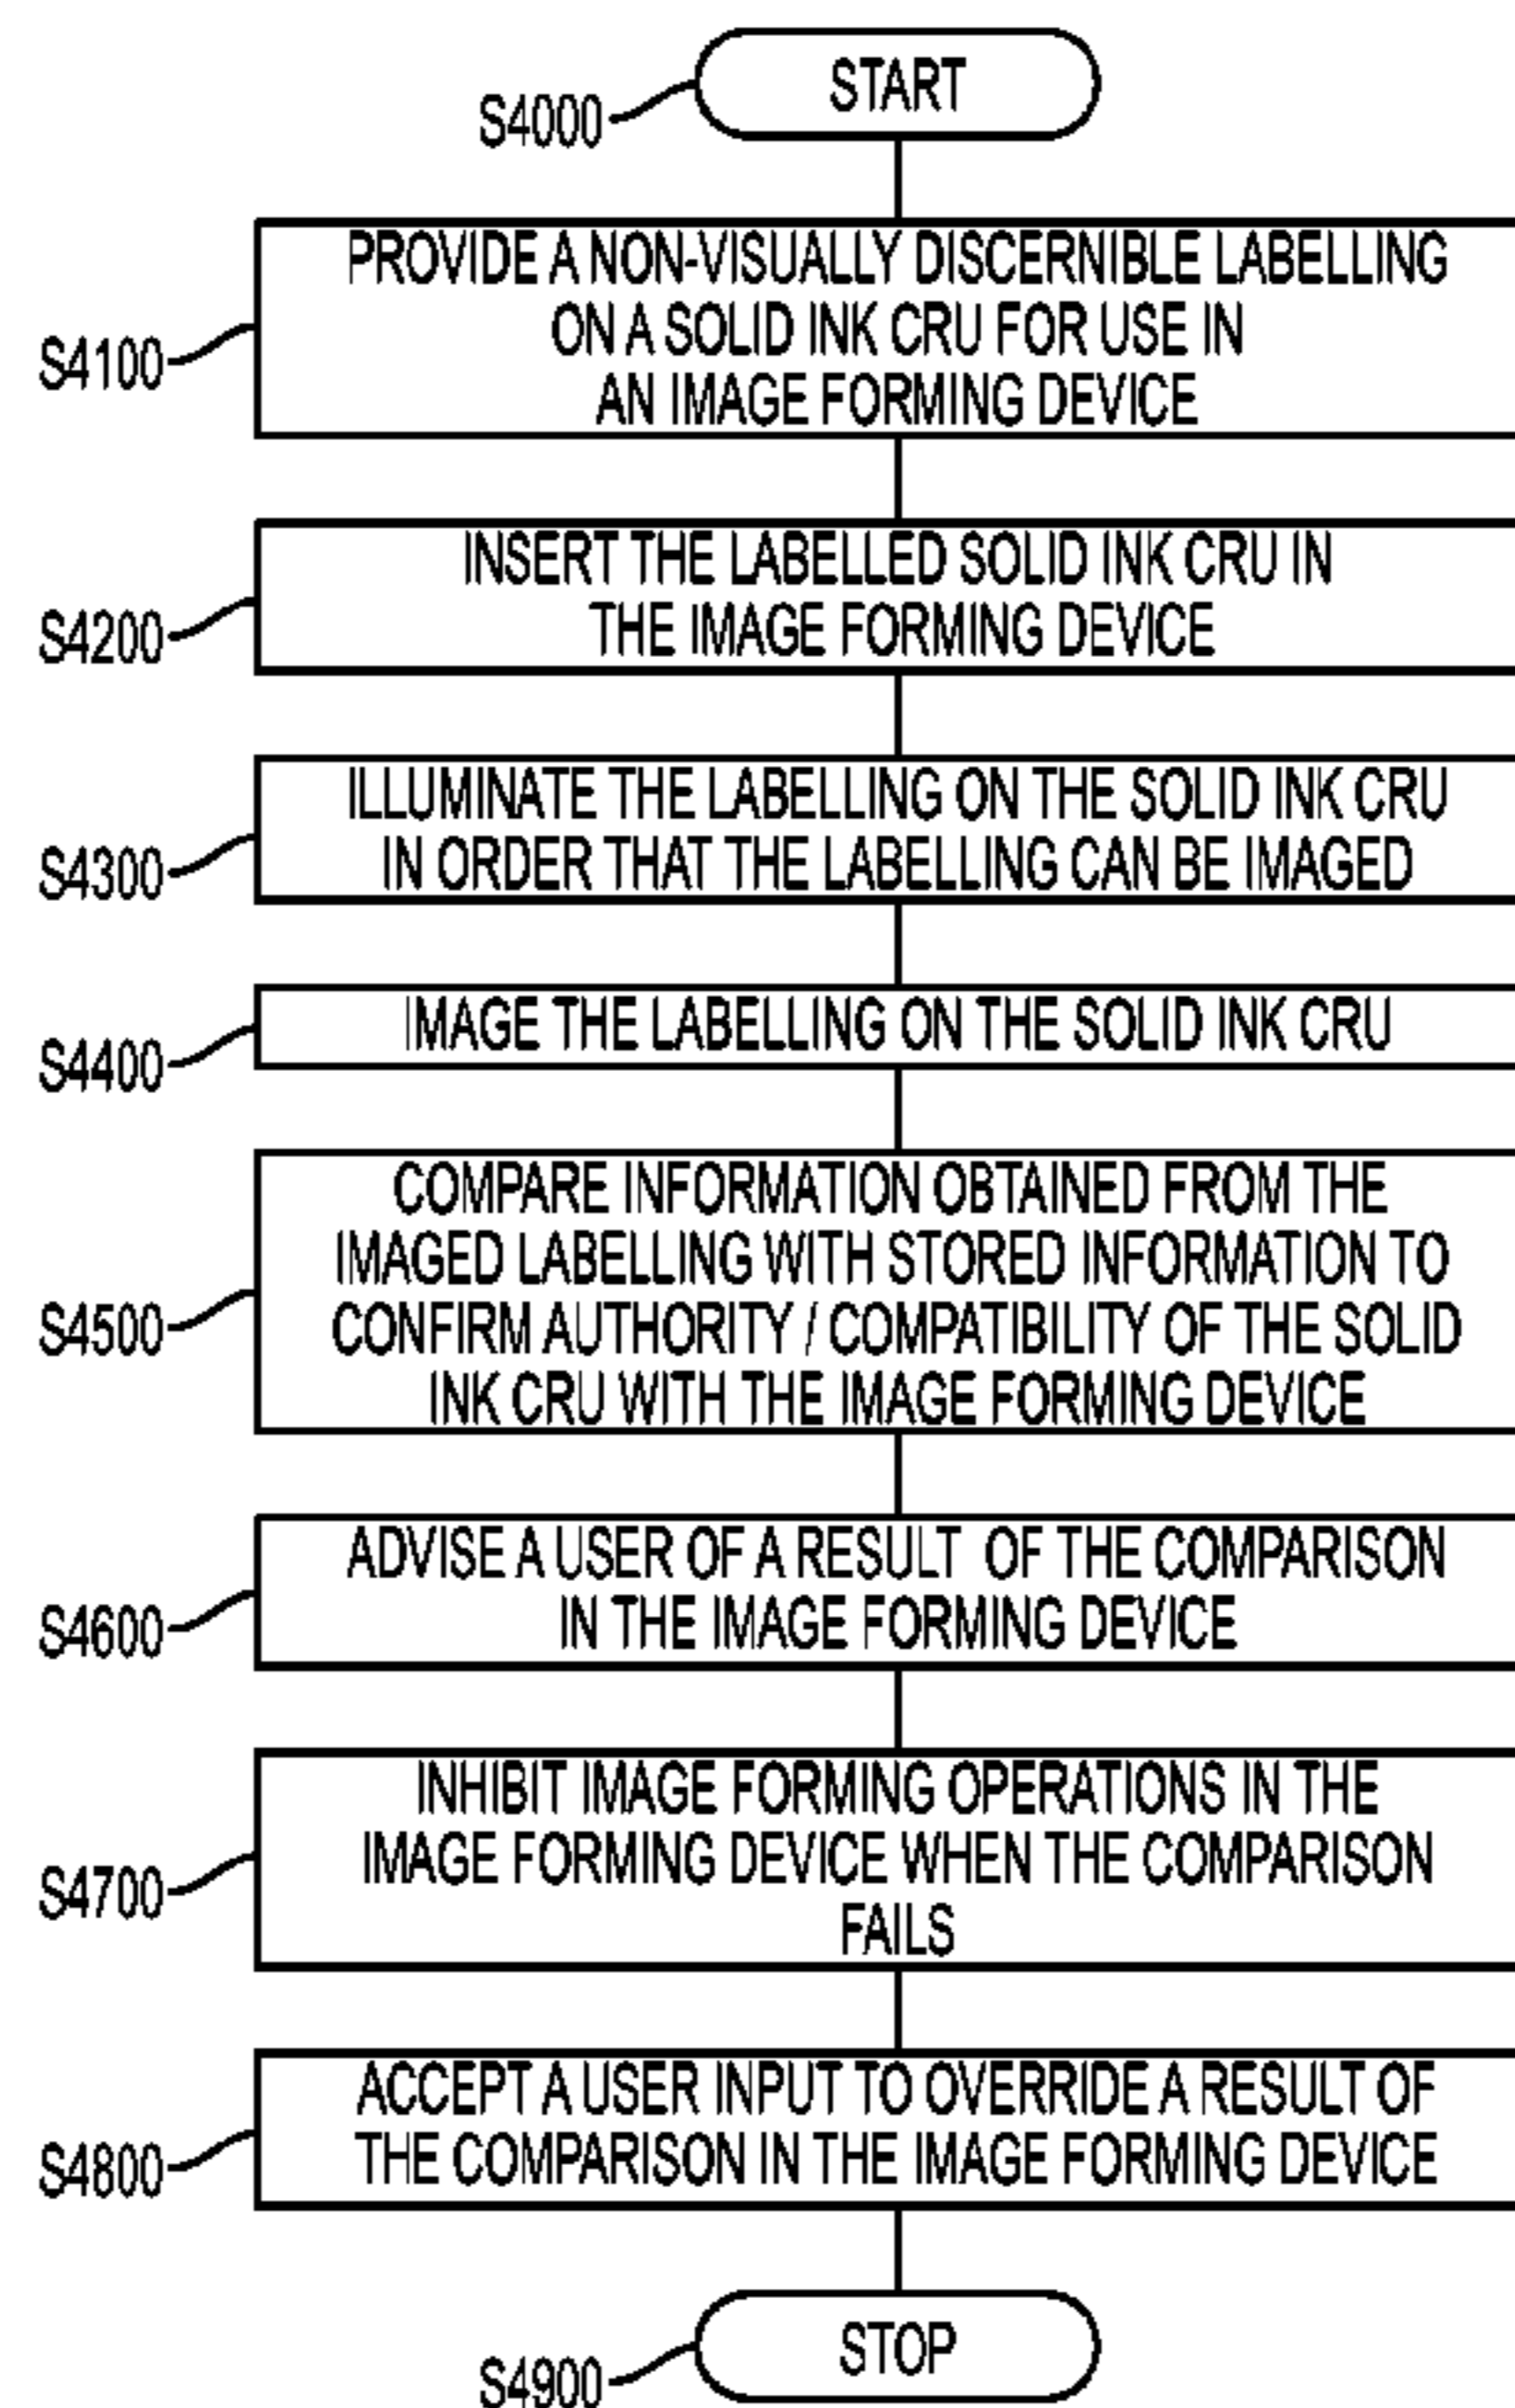 START
S4000
PROVIDE A NON-VISUALLY DISCERNIBLE LABELLING
ON A SOLID INK CRU FOR USE IN
AN IMAGE FORMING DEVICE
S4100
INSERT THE LABELLED SOLID INK CRU IN
THE IMAGE FORMING DEVICE
S4200
ILLUMINATE THE LABELLING ON THE SOLID INK CRU
IN ORDER THAT THE LABELLING CAN BE IMAGED
S4300
IMAGE THE LABELLING ON THE SOLID INK CRU
S4400
COMPARE INFORMATION OBTAINED FROM THE
IMAGED LABELLING WITH STORED INFORMATION TO
CONFIRM AUTHORITY / COMPATIBILITY OF THE SOLID
INK CRU WITH THE IMAGE FORMING DEVICE
S4500
ADVISE A USER OF A RESULT OF THE COMPARISON
IN THE IMAGE FORMING DEVICE
S4600
INHIBIT IMAGE FORMING OPERATIONS IN THE
IMAGE FORMING DEVICE WHEN THE COMPARISON
FAILS
S4700
ACCEPT A USER INPUT TO OVERRIDE A RESULT OF
THE COMPARISON IN THE IMAGE FORMING DEVICE
S4800
STOP
S4900